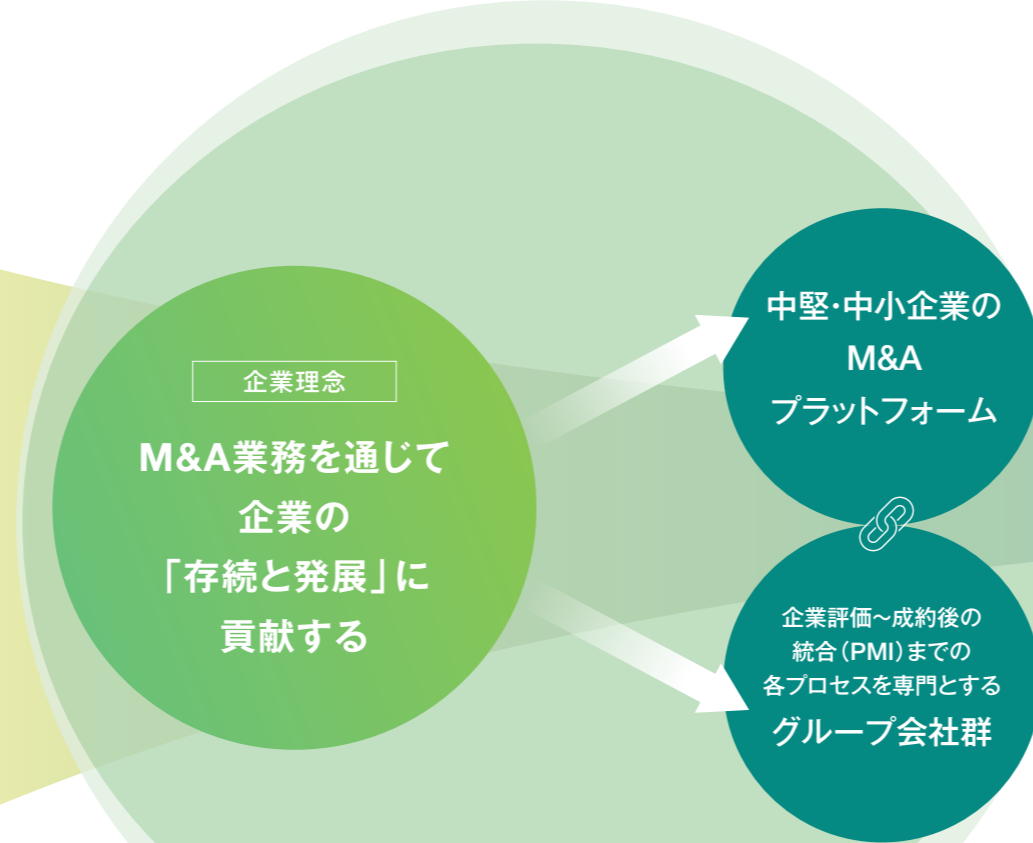 企業理念
M&A業務を通じて
企業の
「存続と発展」に
貢献する
中堅・中小企業の
M&A
プラットフォーム
企業評価～成約後の
統合（PMI）までの
各プロセスを専門とする
グループ会社群